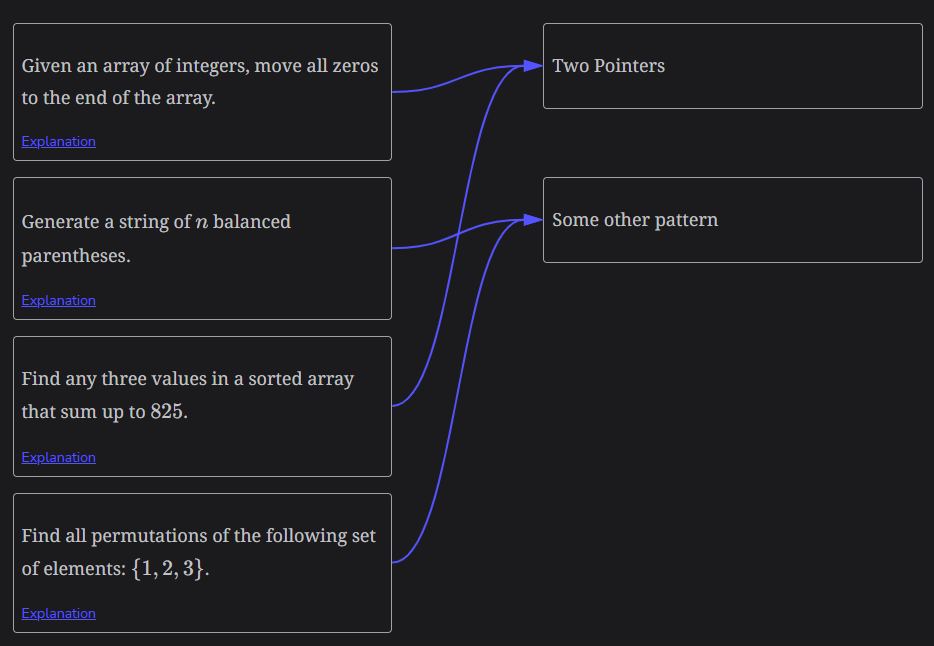 Given an array of integers, move all zeros
to the end of the array.
Explanation
Generate a string of n balanced
parentheses.
Explanation
Find any three values in a sorted array
that sum up to 825.
Explanation
Find all permutations of the following set
of elements: {1, 2, 3}.
Explanation
Two Pointers
Some other pattern